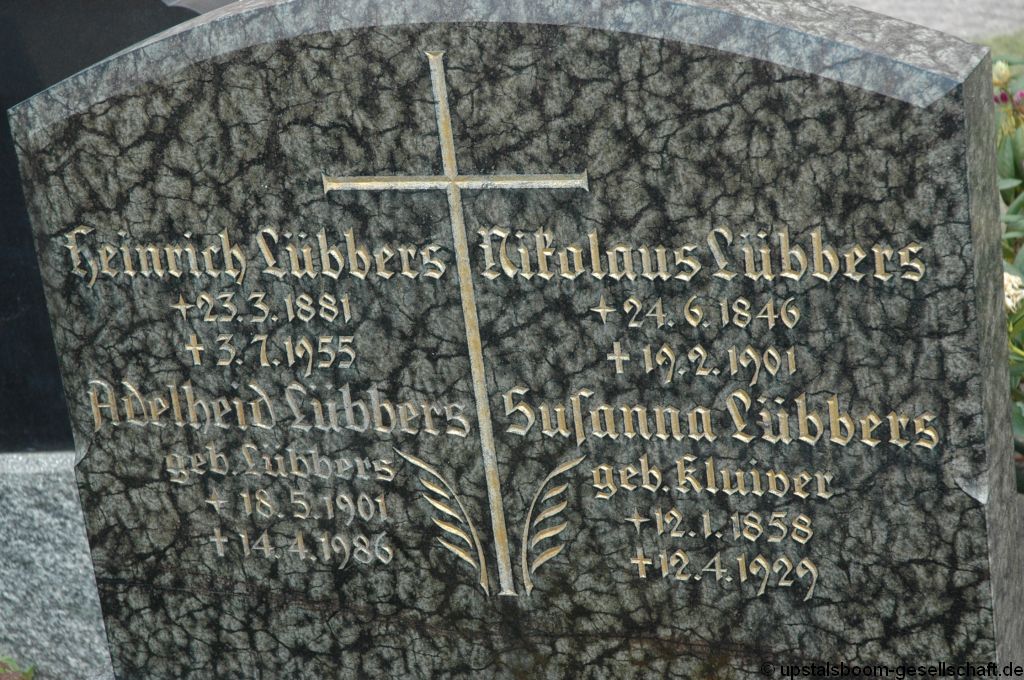 Heinrich Lübbers
+23.3.1881
+3.7.1955
Adelheid Lübbers
geb. Lübbers
+18.5.1901
+14.4.1986
Nikolaus Lübbers
+24.6.1846
+19.2.1901
Susanna Lübbers
geb. Kluiver
+12.1.1858
+12.4.1929
© upstalsboom-gesellschaft.de